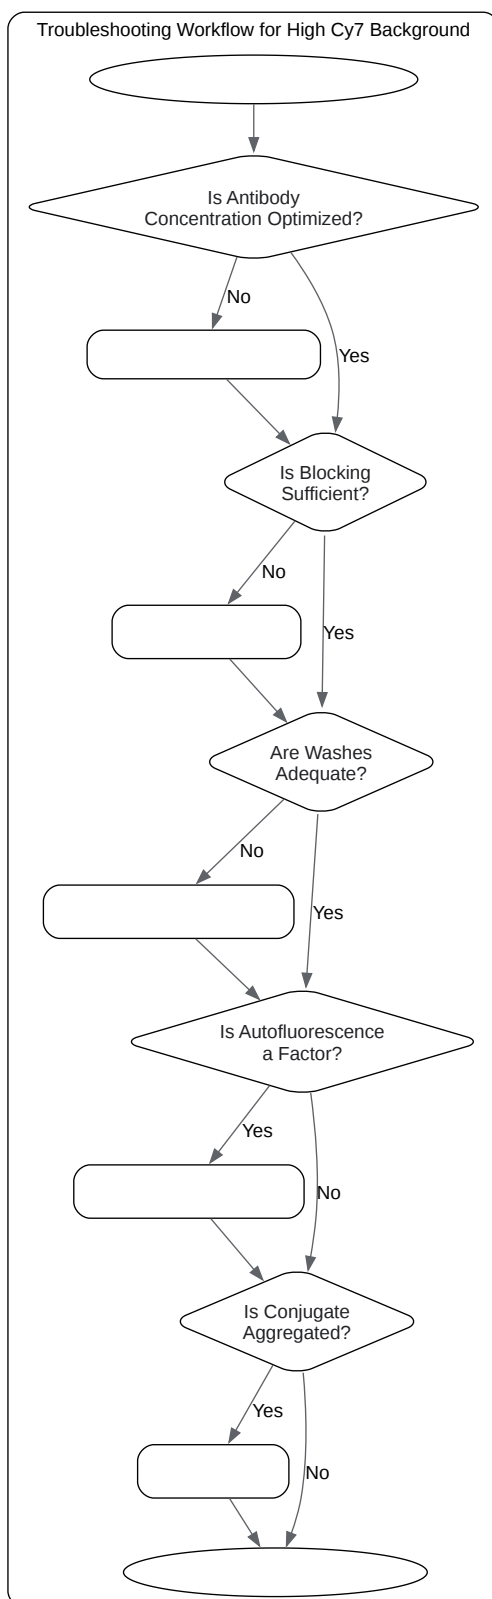 Troubleshooting Workflow for High Cy7 Background
Is Antibody
Concentration Optimized?
No
Yes
Is Blocking
Sufficient?
No
Yes
Are Washes
Adequate?
No
Yes
Is Autofluorescence
a Factor?
Yes
No
Is Conjugate
Aggregated?
Yes
No